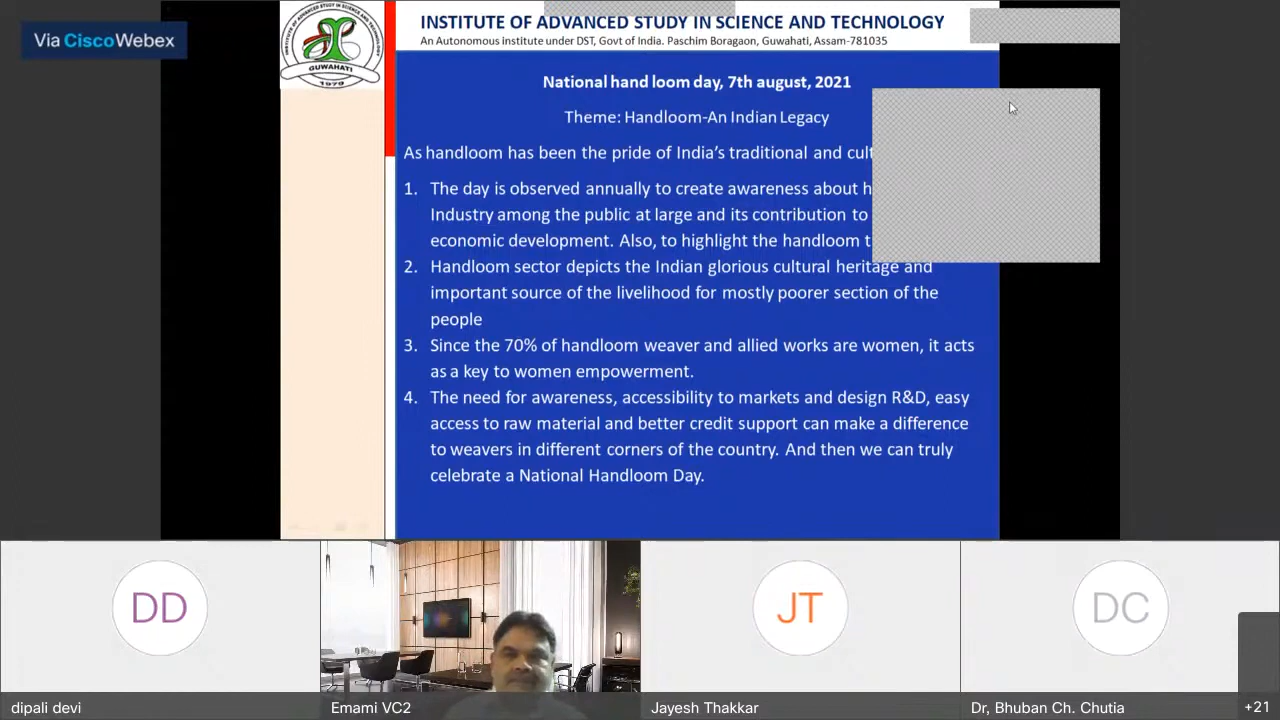 Via Cisco Webex
INSTITUTE OF ADVANCED STUDY IN SCIENCE AND TECHNOLOGY
An Autonomous institute under DST, Govt of India. Paschim Boragaon, Guwahati, Assam-781035
GUWAHATI
1979
National hand loom day, 7th august, 2021
Theme: Handloom-An Indian Legacy
As handloom has been the pride of India's traditional and
1. The day is observed annually to create awareness about
Industry among the public at large and its contribution to
economic development. Also, to highlight the handloom
2. Handloom sector depicts the Indian glorious cultural heritage and
important source of the livelihood for mostly poorer section of the
people
3. Since the 70% of handloom weaver and allied works are women, it acts
as a key to women empowerment.
4. The need for awareness, accessibility to markets and design R&D, easy
access to raw material and better credit support can make a difference
to weavers in different corners of the country. And then we can truly
celebrate a National Handloom Day.
DD
JT
DC
dipali devi
Emami VC2
Jayesh Thakkar
Dr, Bhuban Ch. Chutia
+21